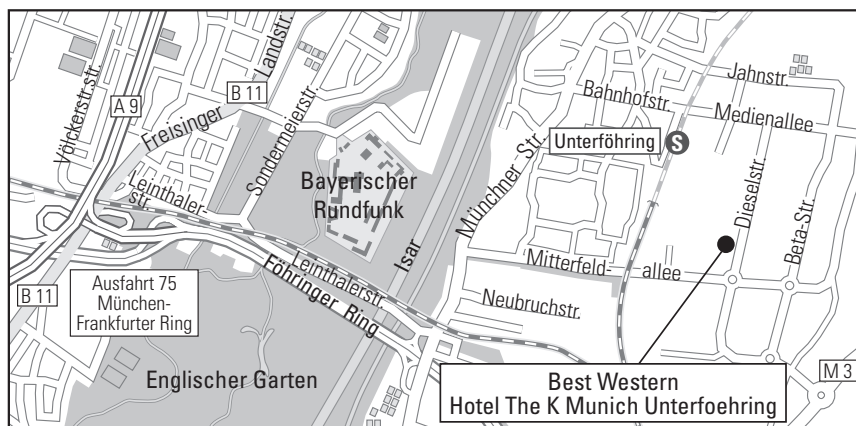 Völckerstr.str.
A 9
B 11
Freisinger
Landstr.
Sondermeierstr.
Leinthaler-
str.
Bayerischer
Rundfunk
Isar
Münchner Str.
Bahnhofstr.
Jahnstr.
Medienallee
Unterföhring
S
Dieselstr.
Beta-Str.
Mitterfeld-
allee
Neubruchstr.
Leinthalerstr.
Föhringer Ring
B 11
Ausfahrt 75
München-
Frankfurter Ring
Englischer Garten
M 3
Best Western
Hotel The K Munich Unterfoehring